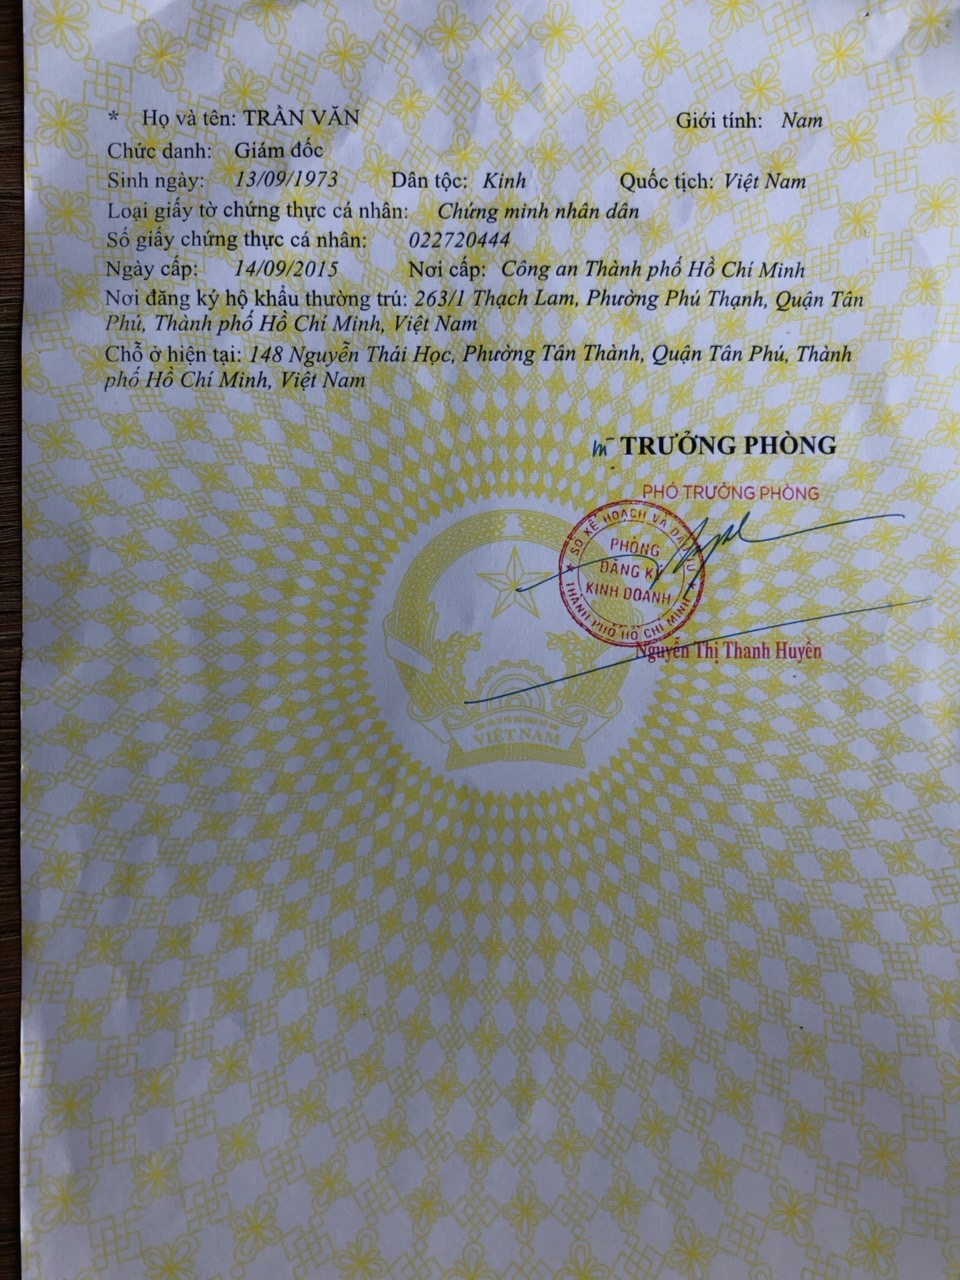 * Họ và tên: TRẦN VĂN Giới tính: Nam
Chức danh: Giám đốc
Sinh ngày: 13/09/1973 Dân tộc: Kinh Quốc tịch: Việt Nam
Loại giấy tờ chứng thực cá nhân: Chứng minh nhân dân
Số giấy chứng thực cá nhân: 022720444
Ngày cấp: 14/09/2015 Nơi cấp: Công an Thành phố Hồ Chí Minh
Nơi đăng ký hộ khẩu thường trú: 263/1 Thạch Lam, Phường Phú Thạnh, Quận Tân
Phú, Thành phố Hồ Chí Minh, Việt Nam
Chỗ ở hiện tại: 148 Nguyễn Thái Học, Phường Tân Thành, Quận Tân Phú, Thành
phố Hồ Chí Minh, Việt Nam
TRƯỞNG PHÒNG
PHÓ TRƯỞNG PHÒNG
SỞ KẾ HOẠCH VÀ ĐẦU TƯ
PHÒNG
ĐĂNG KÝ
KINH DOANH
THÀNH PHỐ HỒ CHÍ MINH
Nguyễn Thị Thanh Huyền
VIỆT NAM